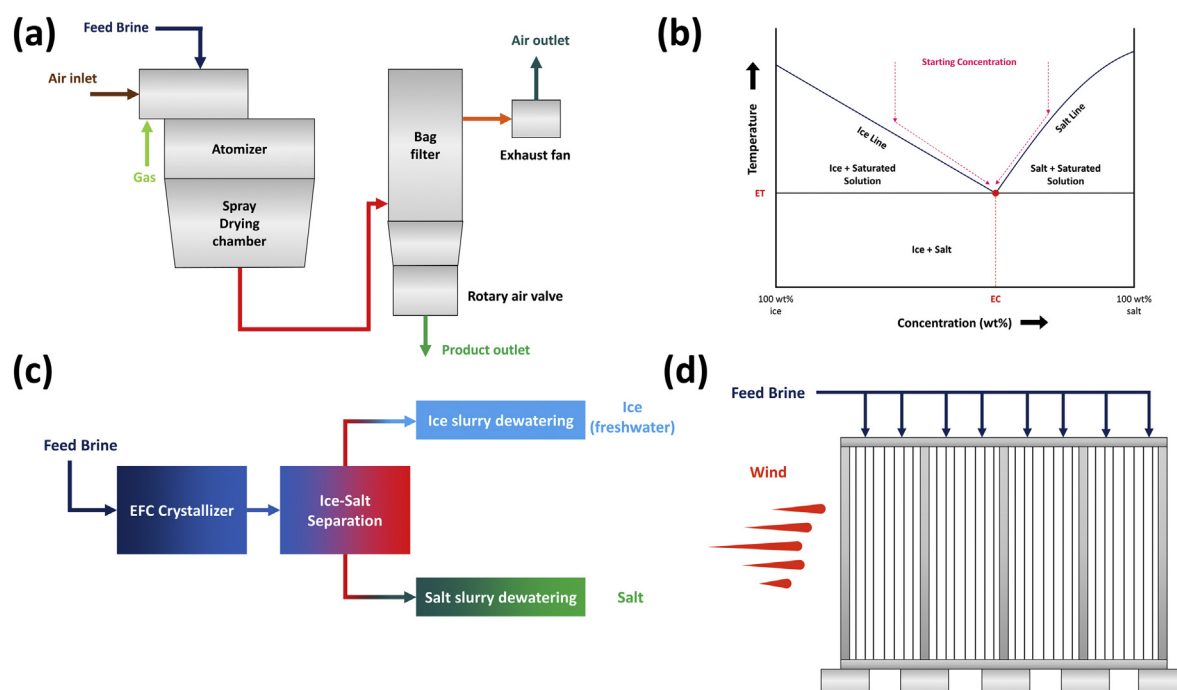 (a)
Feed Brine
Air inlet
Gas
Atomizer
Spray
Drying
chamber
Bag
filter
Air outlet
Exhaust fan
Rotary air valve
Product outlet
(b)
Temperature
Starting Concentration
Ice Line
Salt Line
Ice + Saturated
Solution
Salt + Saturated
Solution
ET
Ice + Salt
100 wt%
ice
EC
100 wt%
salt
Concentration (wt%)
(c)
Feed Brine
EFC Crystallizer
Ice-Salt
Separation
Ice slurry dewatering
Ice
(freshwater)
Salt slurry dewatering
Salt
(d)
Feed Brine
Wind